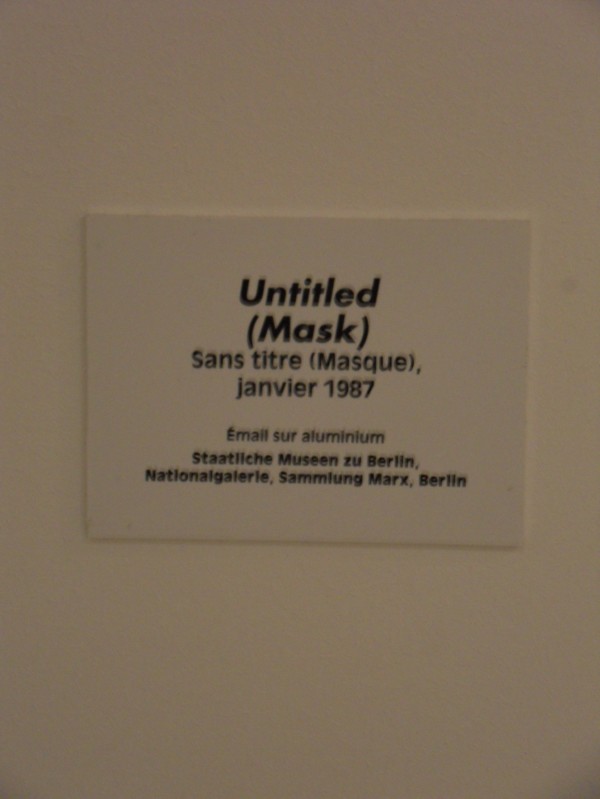 Untitled
(Mask)
Sans titre (Masque),
janvier 1987
Émail sur aluminium
Staatliche Museen zu Berlin,
Nationalgalerie, Sammlung Marx, Berlin